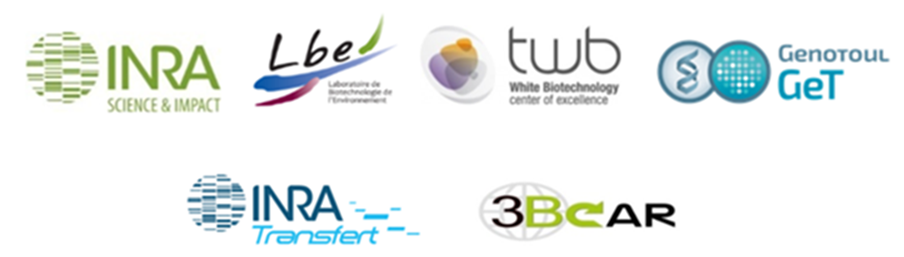 INRA
SCIENCE & IMPACT
Lbe
Laboratoire de
Biotechnologie de
l'Environnement
twb
White Biotechnology
center of excellence
GENOTOUL
GeT
INRA
Transfert
3BCAR